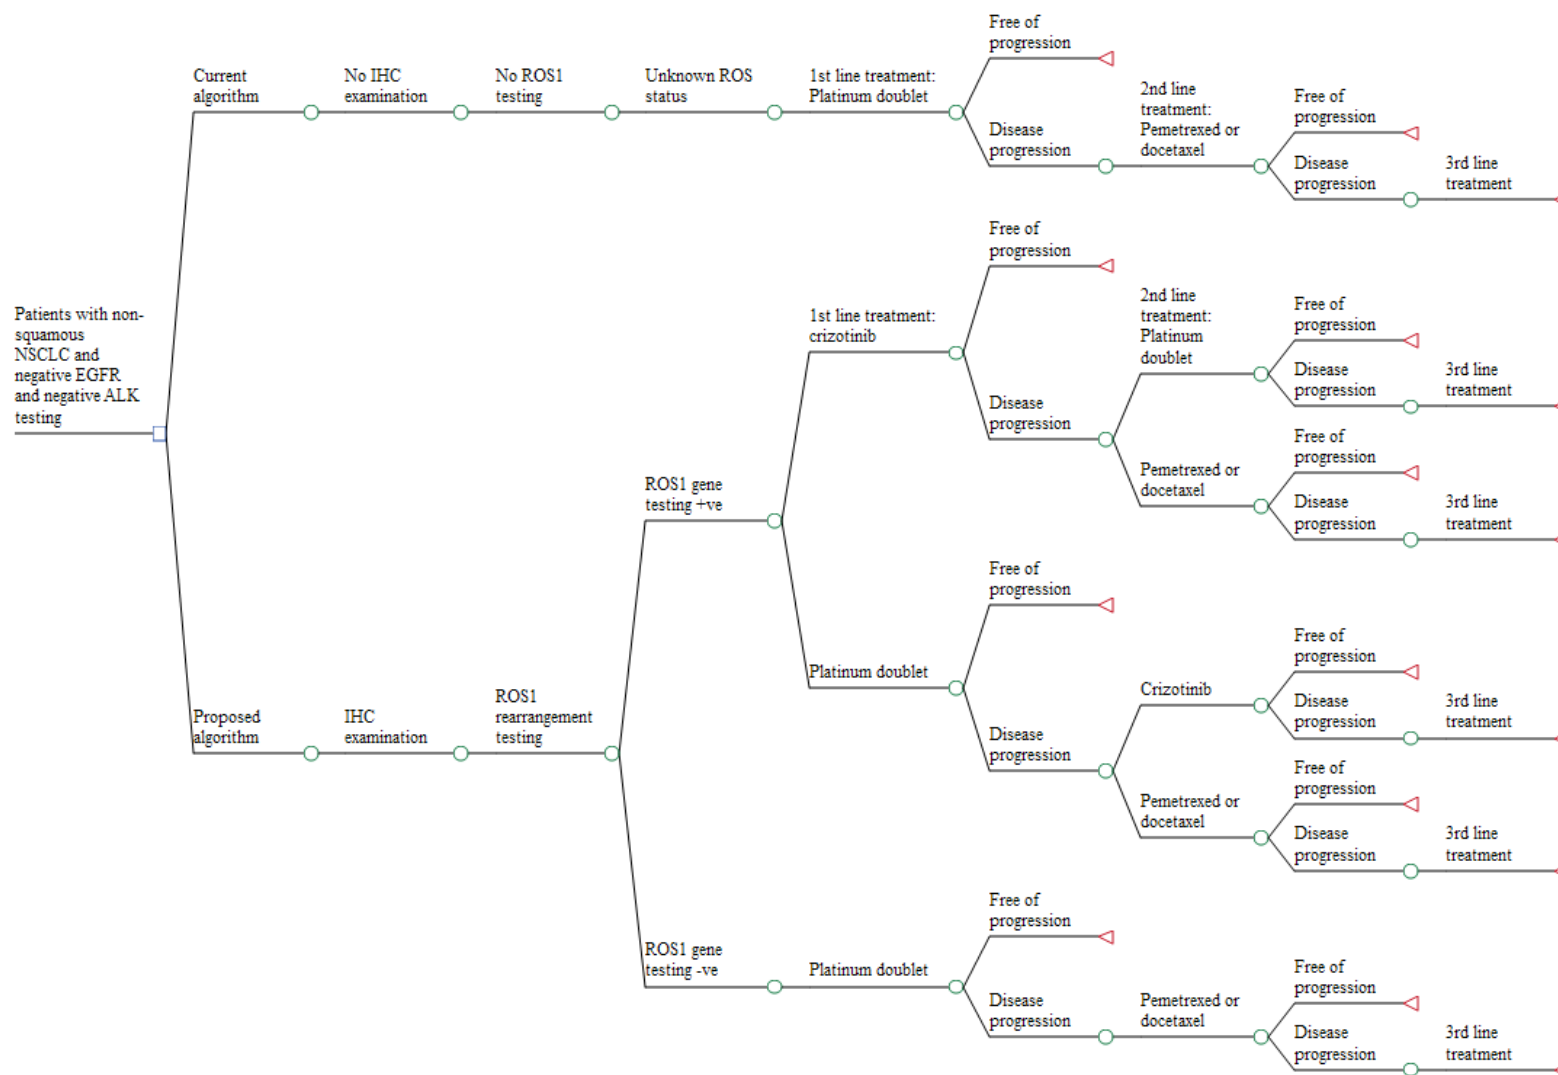 Patients with non-
squamous
NSCLC and
negative EGFR
and negative ALK
testing
Current
algorithm
No IHC
examination
No ROS1
testing
Unknown ROS
status
1st line treatment:
Platinum doublet
Free of
progression
Disease
progression
2nd line
treatment:
Pemetrexed or
docetaxel
Free of
progression
Disease
progression
3rd line
treatment
Proposed
algorithm
IHC
examination
ROS1
rearrangement
testing
ROS1 gene
testing +ve
1st line treatment:
crizotinib
Free of
progression
Disease
progression
2nd line
treatment:
Platinum
doublet
Free of
progression
Disease
progression
3rd line
treatment
Pemetrexed or
docetaxel
Free of
progression
Disease
progression
3rd line
treatment
Platinum doublet
Free of
progression
Disease
progression
Crizotinib
Free of
progression
Disease
progression
3rd line
treatment
Pemetrexed or
docetaxel
Free of
progression
Disease
progression
3rd line
treatment
ROS1 gene
testing -ve
Platinum doublet
Free of
progression
Disease
progression
Pemetrexed or
docetaxel
Free of
progression
Disease
progression
3rd line
treatment